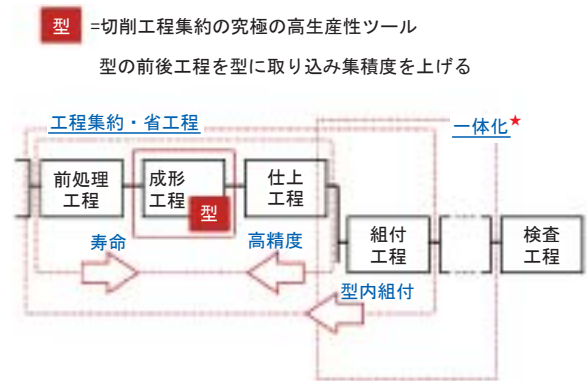 型 =切削工程集約の究極の高生産性ツール
型の前後工程を型に取り込み集積度を上げる
工程集約・省工程
一体化★
前処理
工程
成形
工程
型
仕上
工程
寿命
高精度
組付
工程
検査
工程
型内組付